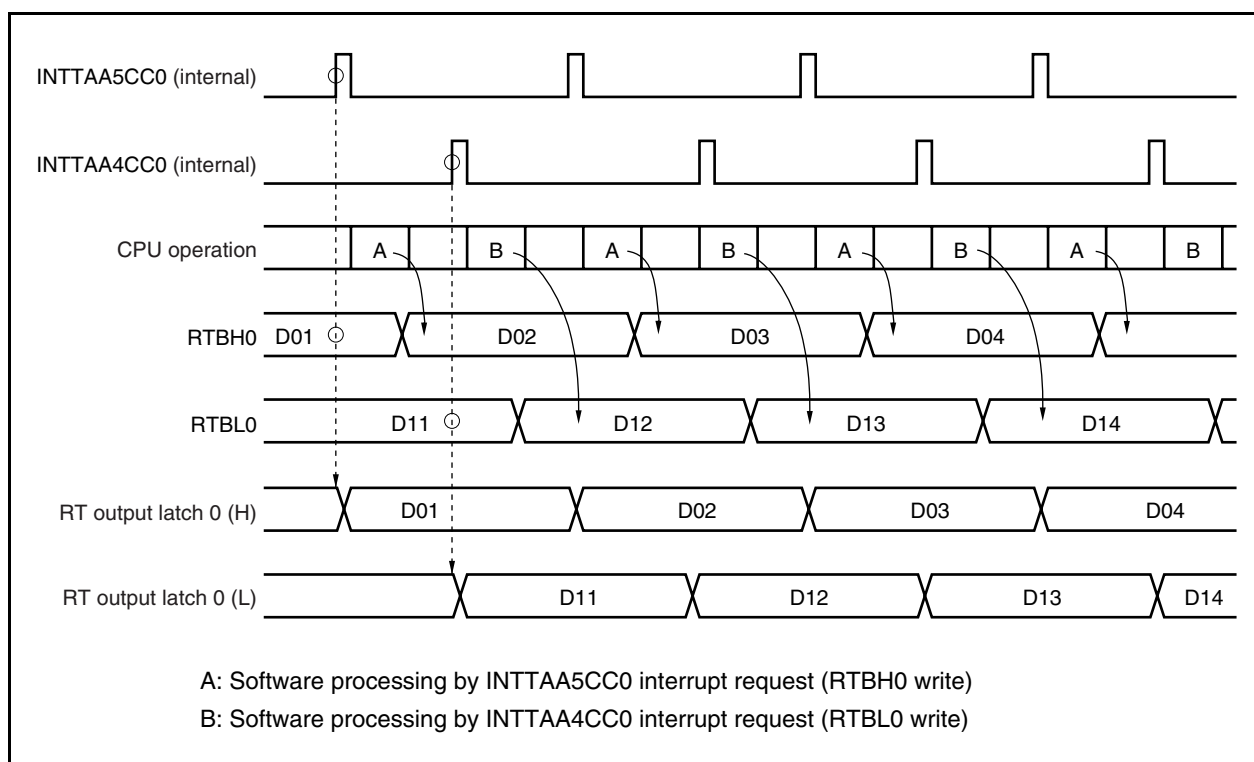 INTTAA5CC0 (internal)
INTTAA4CC0 (internal)
CPU operation A B A B A B A B
RTBH0 D01 D02 D03 D04
RTBL0 D11 D12 D13 D14
RT output latch 0 (H) D01 D02 D03 D04
RT output latch 0 (L) D11 D12 D13 D14
A: Software processing by INTTAA5CC0 interrupt request (RTBH0 write)
B: Software processing by INTTAA4CC0 interrupt request (RTBL0 write)